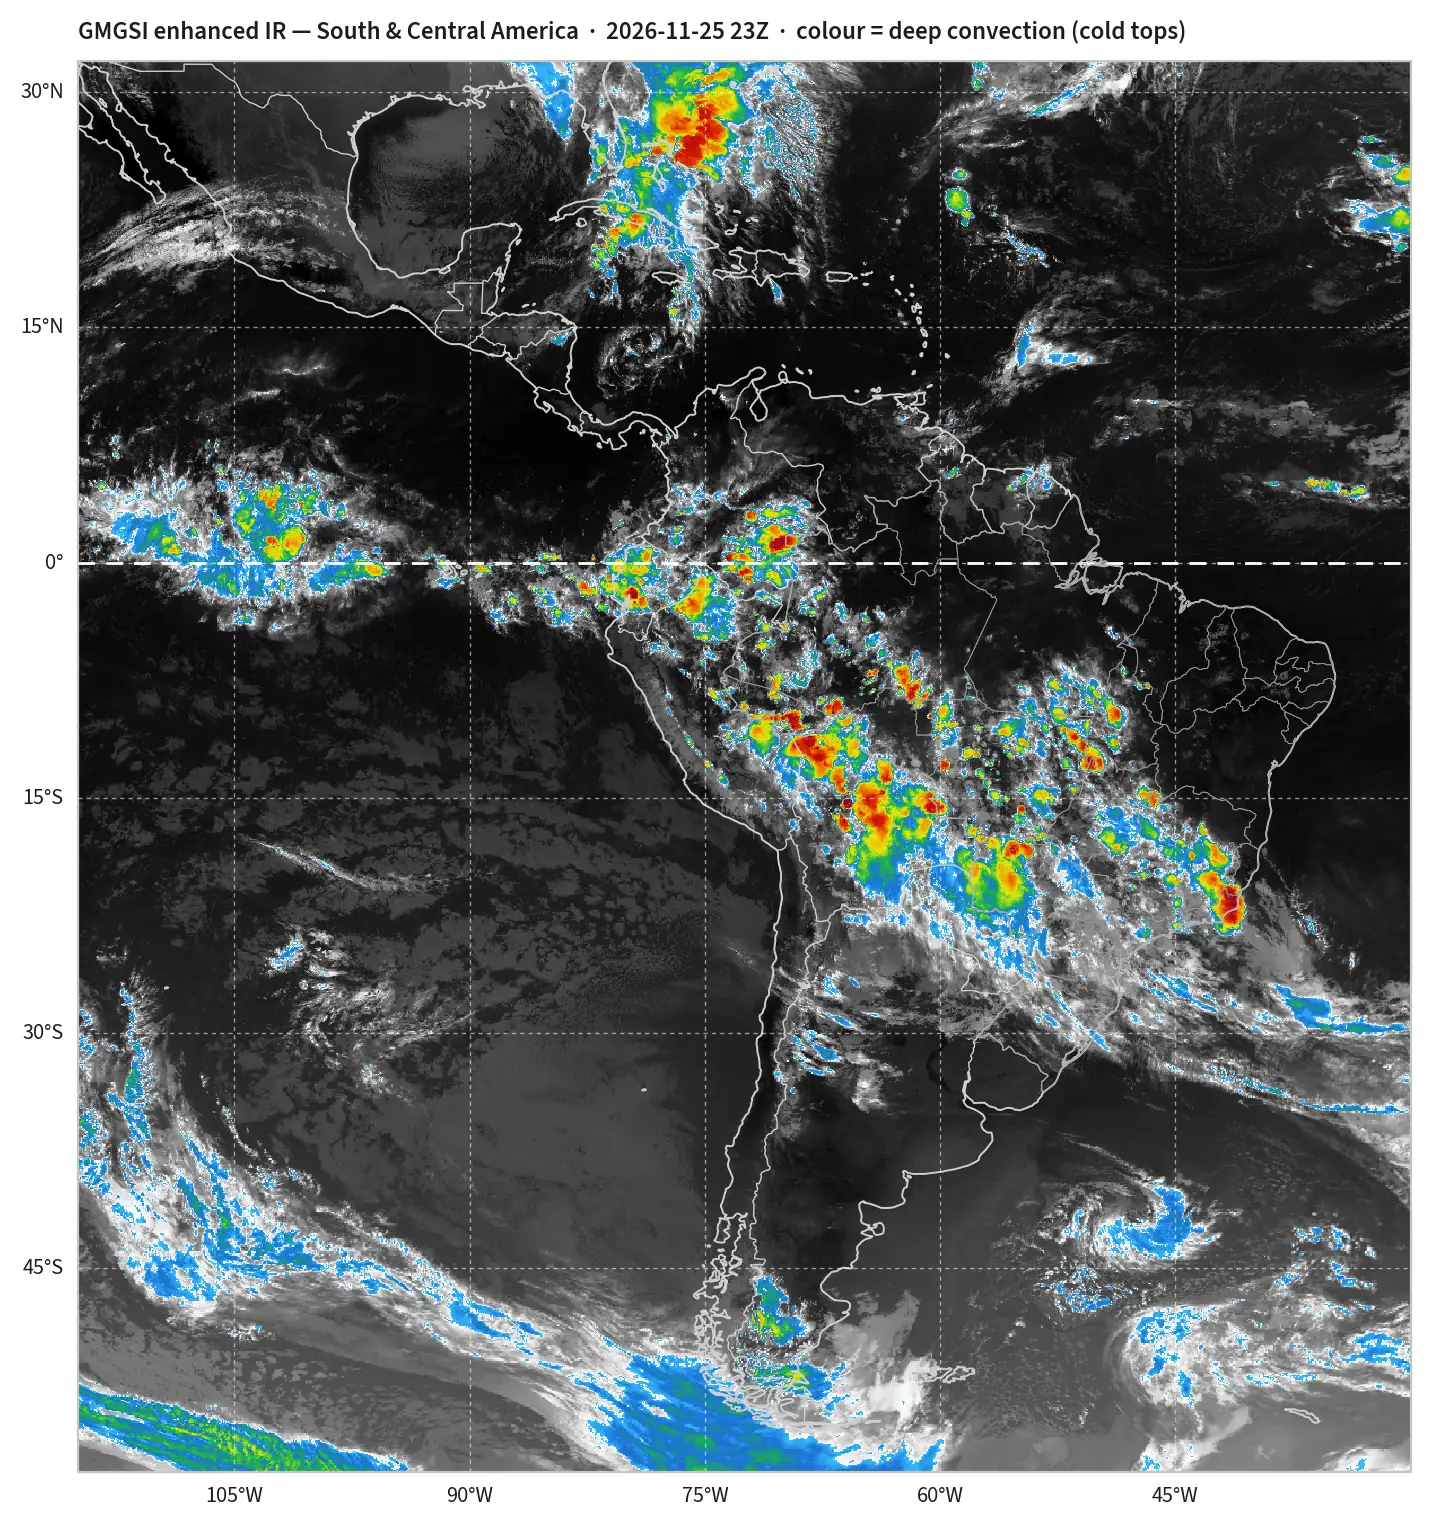 GMGSI enhanced IR — South & Central America · 2026-11-25 23Z · colour = deep convection (cold tops)
30°N
15°N
0°
15°S
30°S
45°S
105°W
90°W
75°W
60°W
45°W